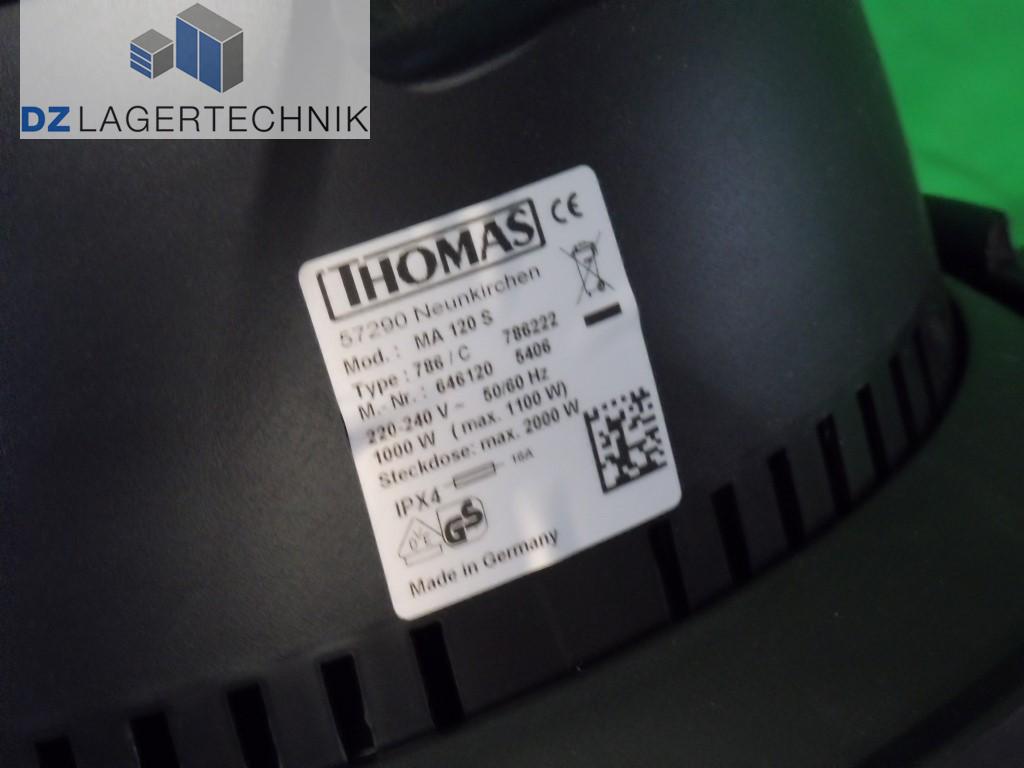 DZ LAGERTECHNIK
THOMAS CE
57290 Neunkirchen
Mod.: MA 120 S
Type: 786 / C 786222
M.-Nr.: 646120 5406
220-240 V ~ 50/60 Hz
1000 W (max. 1100 W)
Steckdose: max. 2000 W
IPX4 16A
GS
Made in Germany